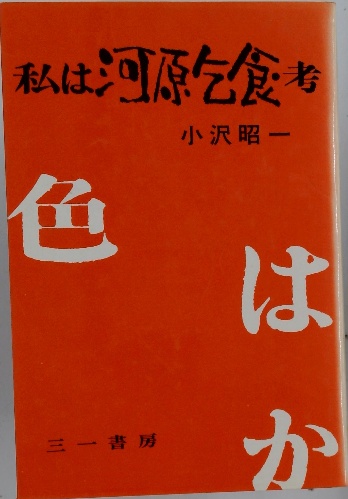 私は河原乞食・考
小沢昭一
色
は
か
三一書房